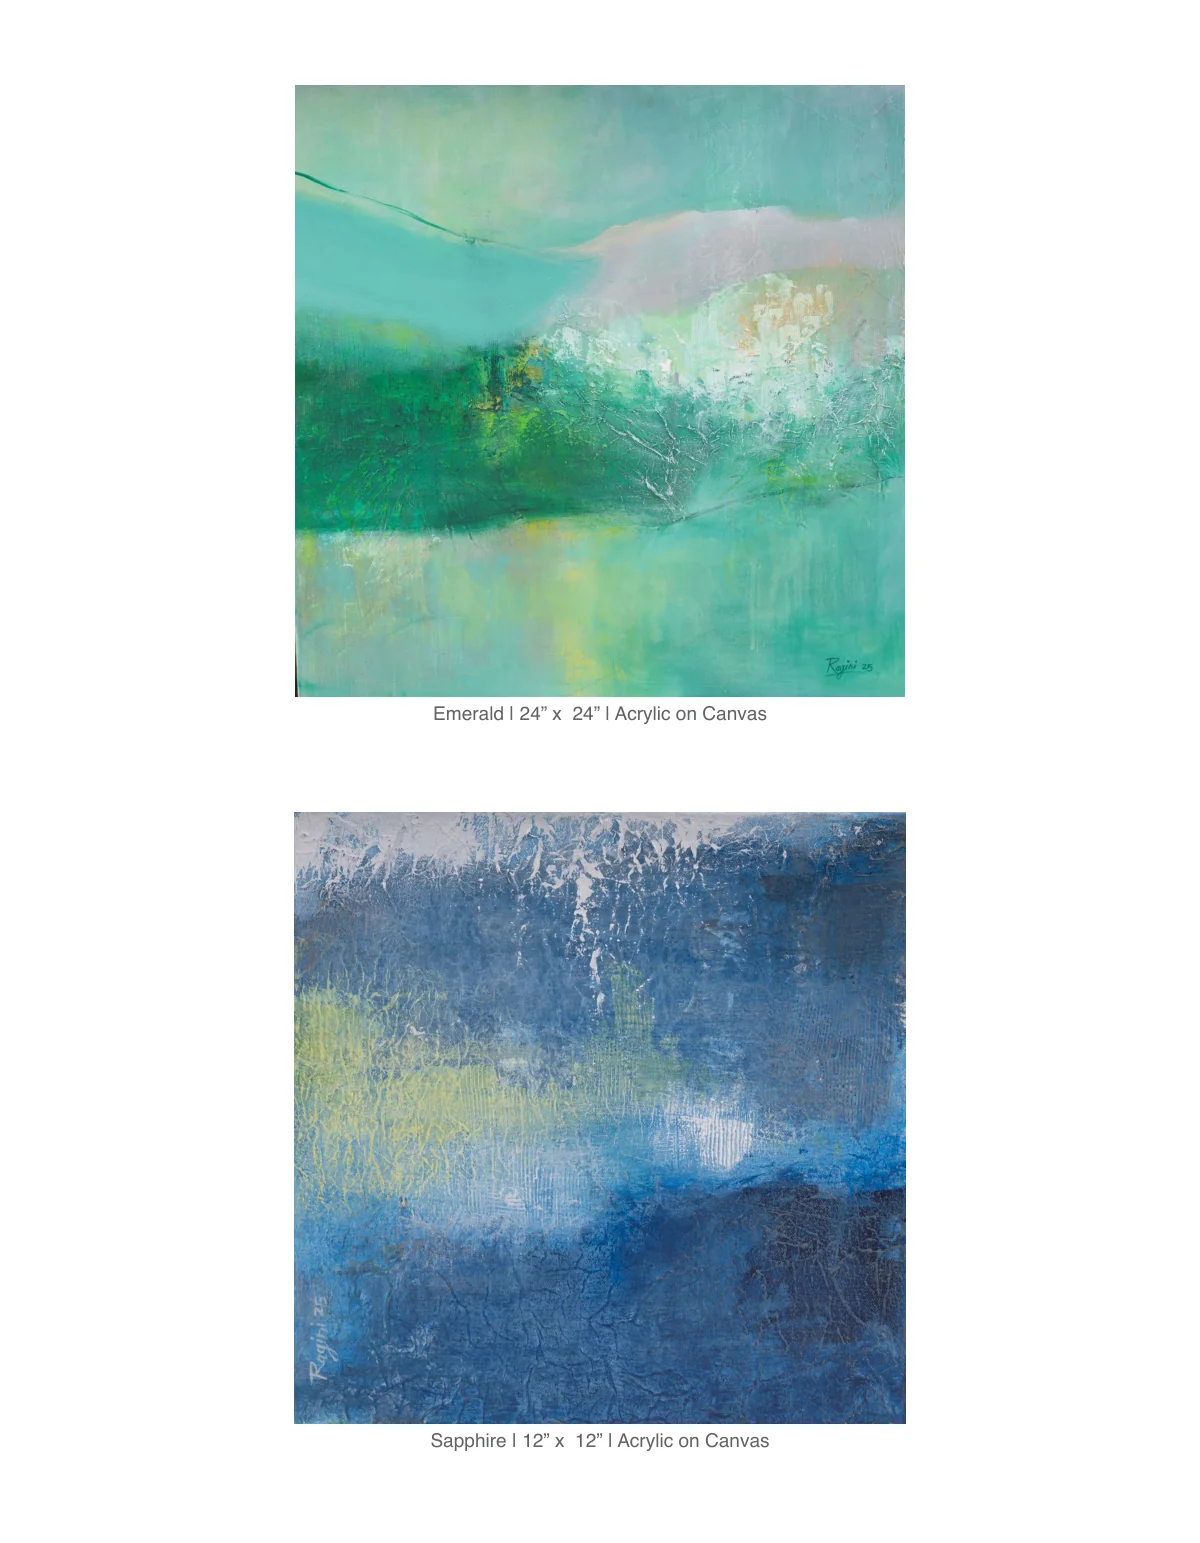 Ragini 25
Emerald | 24” x  24” | Acrylic on Canvas
Ragini 25
Sapphire | 12” x  12” | Acrylic on Canvas